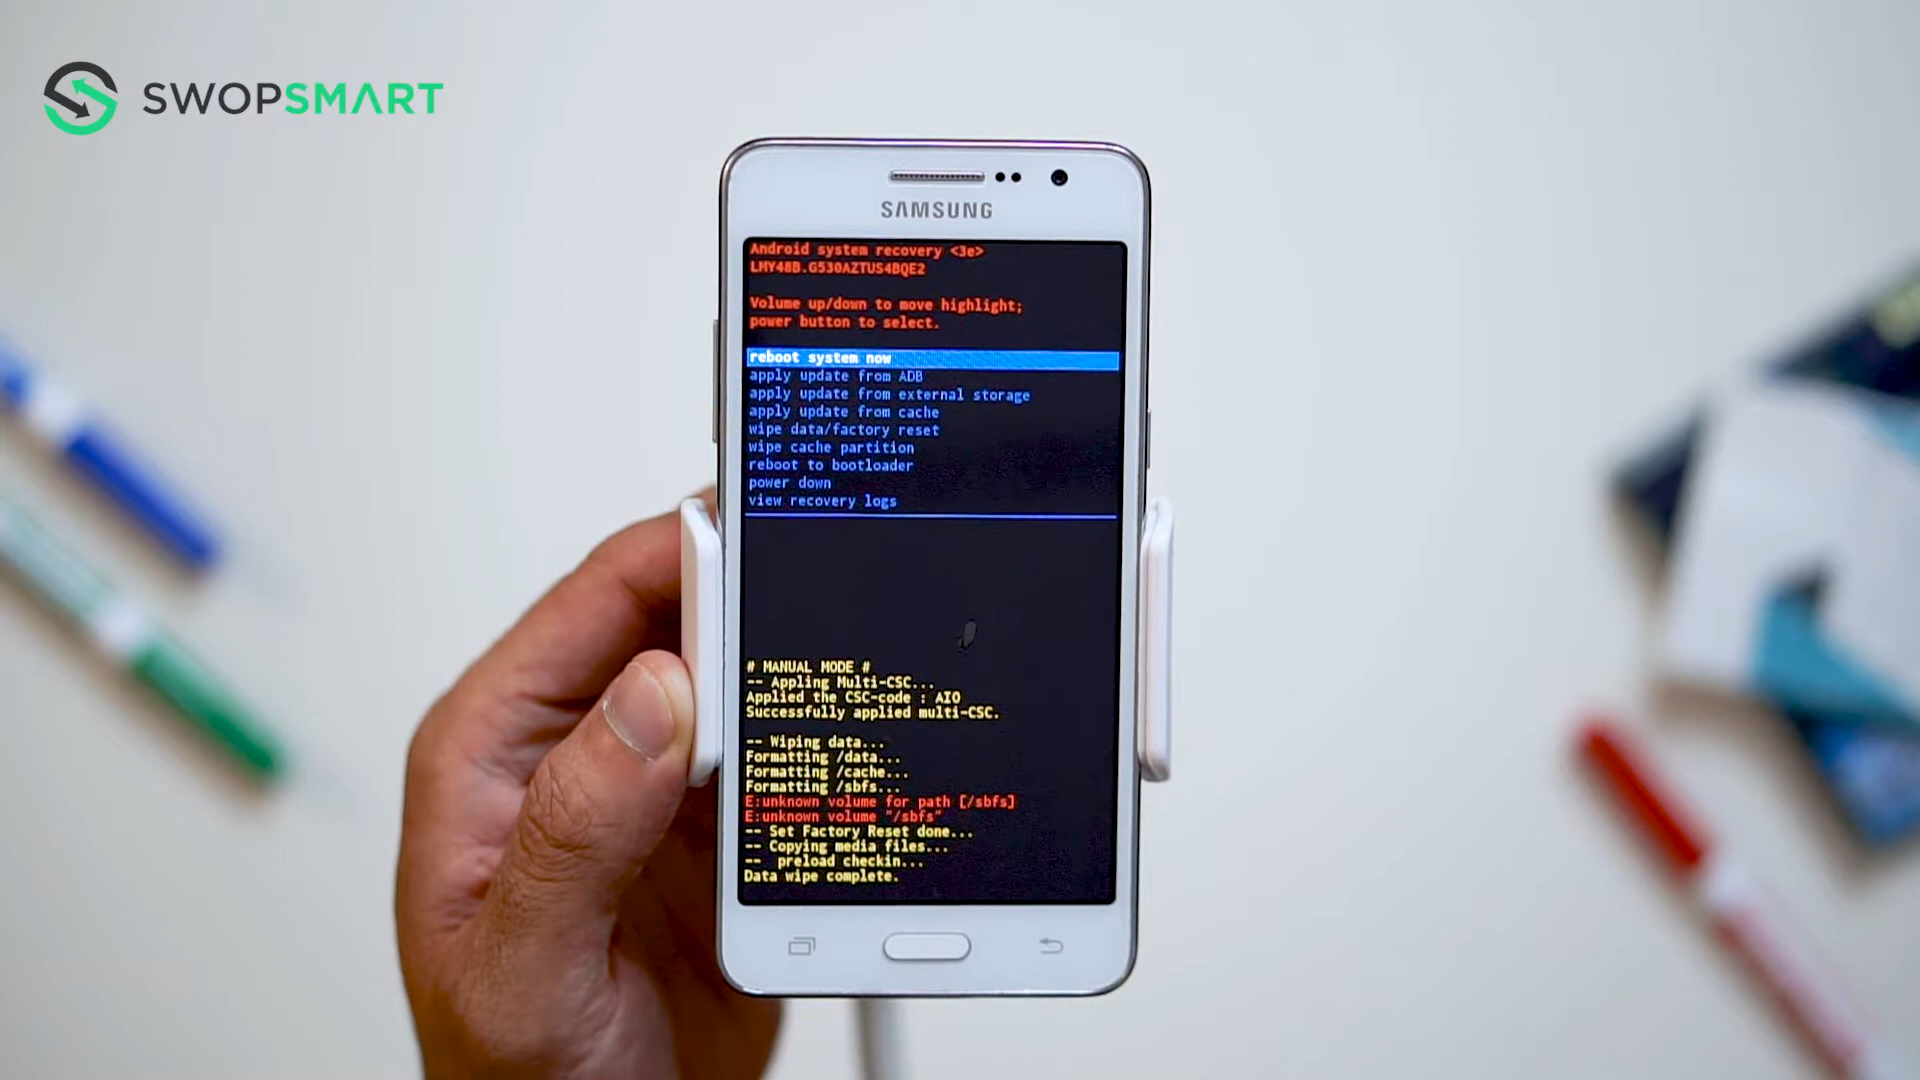 SWOPSMART
SAMSUNG
Android system recovery <3e>
LMY48B.G530AZTUS4BQE2
Volume up/down to move highlight;
power button to select.
reboot system now
apply update from ADB
apply update from external storage
apply update from cache
wipe data/factory reset
wipe cache partition
reboot to bootloader
power down
view recovery logs
# MANUAL MODE #
-- Appling Multi-CSC...
Applied the CSC-code : AIO
Successfully applied multi-CSC.
-- Wiping data...
Formatting /data...
Formatting /cache...
Formatting /sbfs...
E:unknown volume for path [/sbfs]
E:unknown volume "/sbfs"
-- Set Factory Reset done...
-- Copying media files...
-- preload checkin...
Data wipe complete.